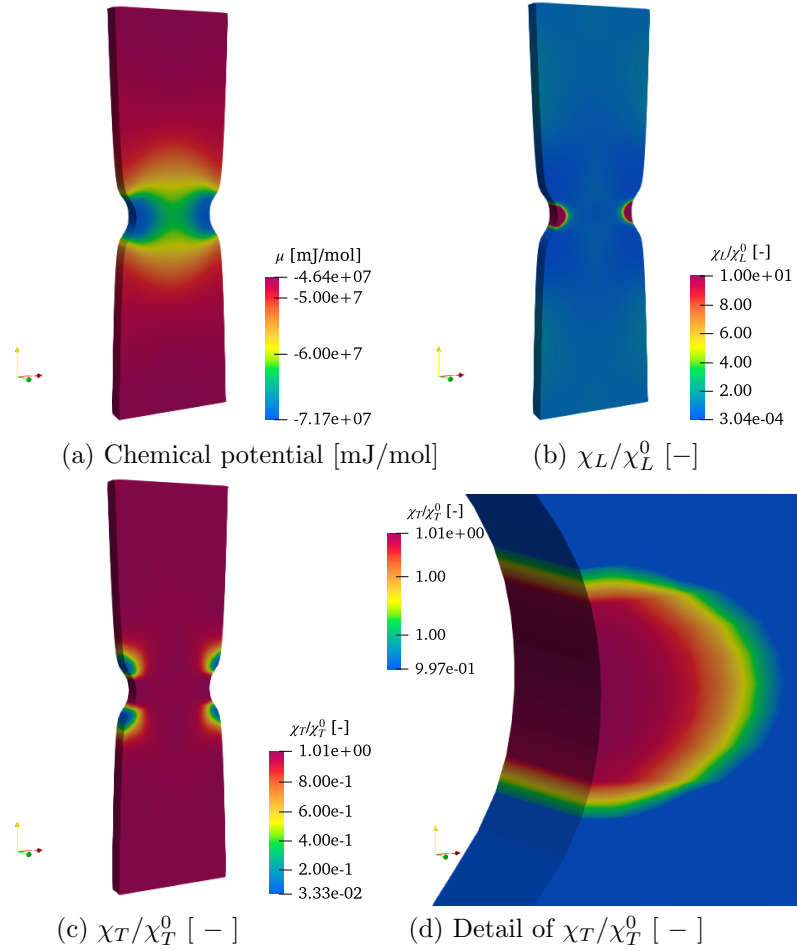 μ [mJ/mol]
-4.64e+07
-5.00e+7
-6.00e+7
-7.17e+07
(a) Chemical potential [mJ/mol]
χ_L/χ_L^0 [-]
1.00e+01
8.00
6.00
4.00
2.00
3.04e-04
(b) χ_L/χ_L^0 [−]
χ_T/χ_T^0 [-]
1.01e+00
8.00e-1
4.00e-1
2.00e-1
3.33e-02
(c) χ_T/χ_T^0 [ − ]
χ_T/χ_T^0 [-]
1.01e+00
1.00
1.00
9.97e-01
(d) Detail of χ_T/χ_T^0 [ − ]